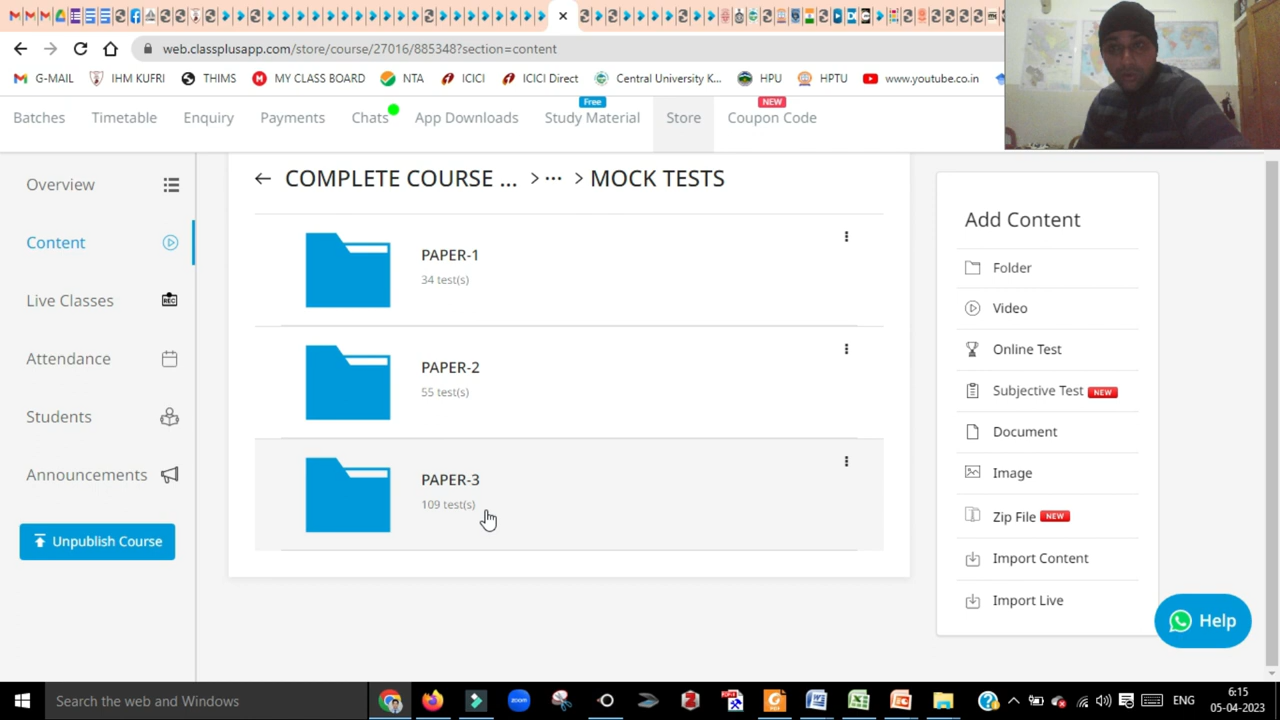 web.classplusapp.com/store/course/27016/885348?section=content
G-MAIL IHM KUFRI THIMS MY CLASS BOARD NTA ICICI ICICI Direct Central University K... HPU HPTU www.youtube.co.in
Free NEW
Batches Timetable Enquiry Payments Chats App Downloads Study Material Store Coupon Code
Overview
Content
Live Classes
REC
Attendance
Students
Announcements
Unpublish Course
COMPLETE COURSE ... > ... > MOCK TESTS
PAPER-1
34 test(s)
PAPER-2
55 test(s)
PAPER-3
109 test(s)
Add Content
Folder
Video
Online Test
Subjective Test NEW
Document
Image
Zip File NEW
Import Content
Import Live
Help
Search the web and Windows
ENG
6:15
05-04-2023